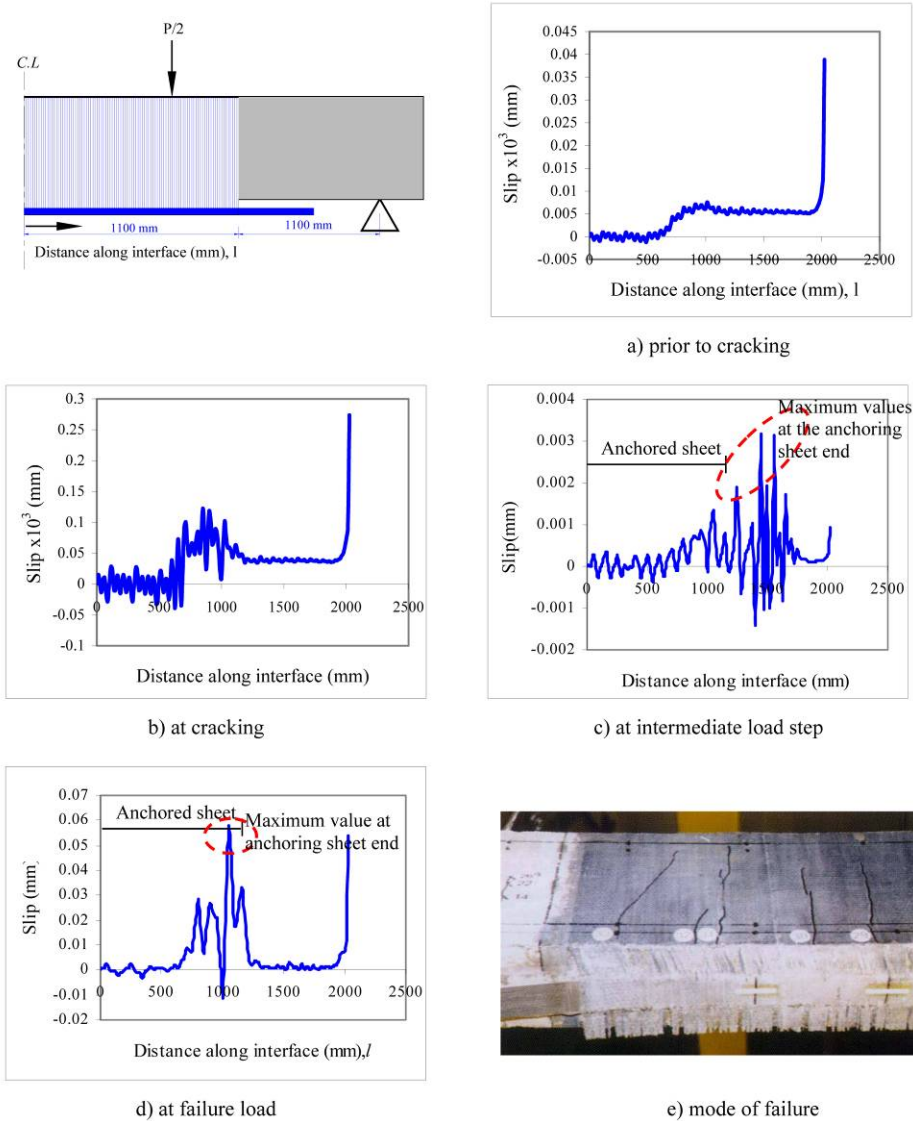 P/2
C.L
1100 mm
1100 mm
Distance along interface (mm), l
Slip x10³ (mm)
0.045
0.04
0.035
0.03
0.025
0.02
0.015
0.01
0.005
0
-0.005
0
500
1000
1500
2000
2500
Distance along interface (mm), l
a) prior to cracking
Slip x10³ (mm)
0.3
0.25
0.2
0.15
0.1
0.05
0
-0.05
-0.1
0
500
1000
1500
2000
2500
Distance along interface (mm)
b) at cracking
Slip(mm)
0.004
0.003
0.002
0.001
0
-0.001
-0.002
0
500
1000
1500
2000
2500
Anchored sheet
Maximum values
at the anchoring
sheet end
Distance along interface (mm)
c) at intermediate load step
Slip (mm)
0.07
0.06
0.05
0.04
0.03
0.02
0.01
0
-0.01
-0.02
0
500
1000
1500
2000
2500
Anchored sheet
Maximum value at
anchoring sheet end
Distance along interface (mm),l
d) at failure load
e) mode of failure